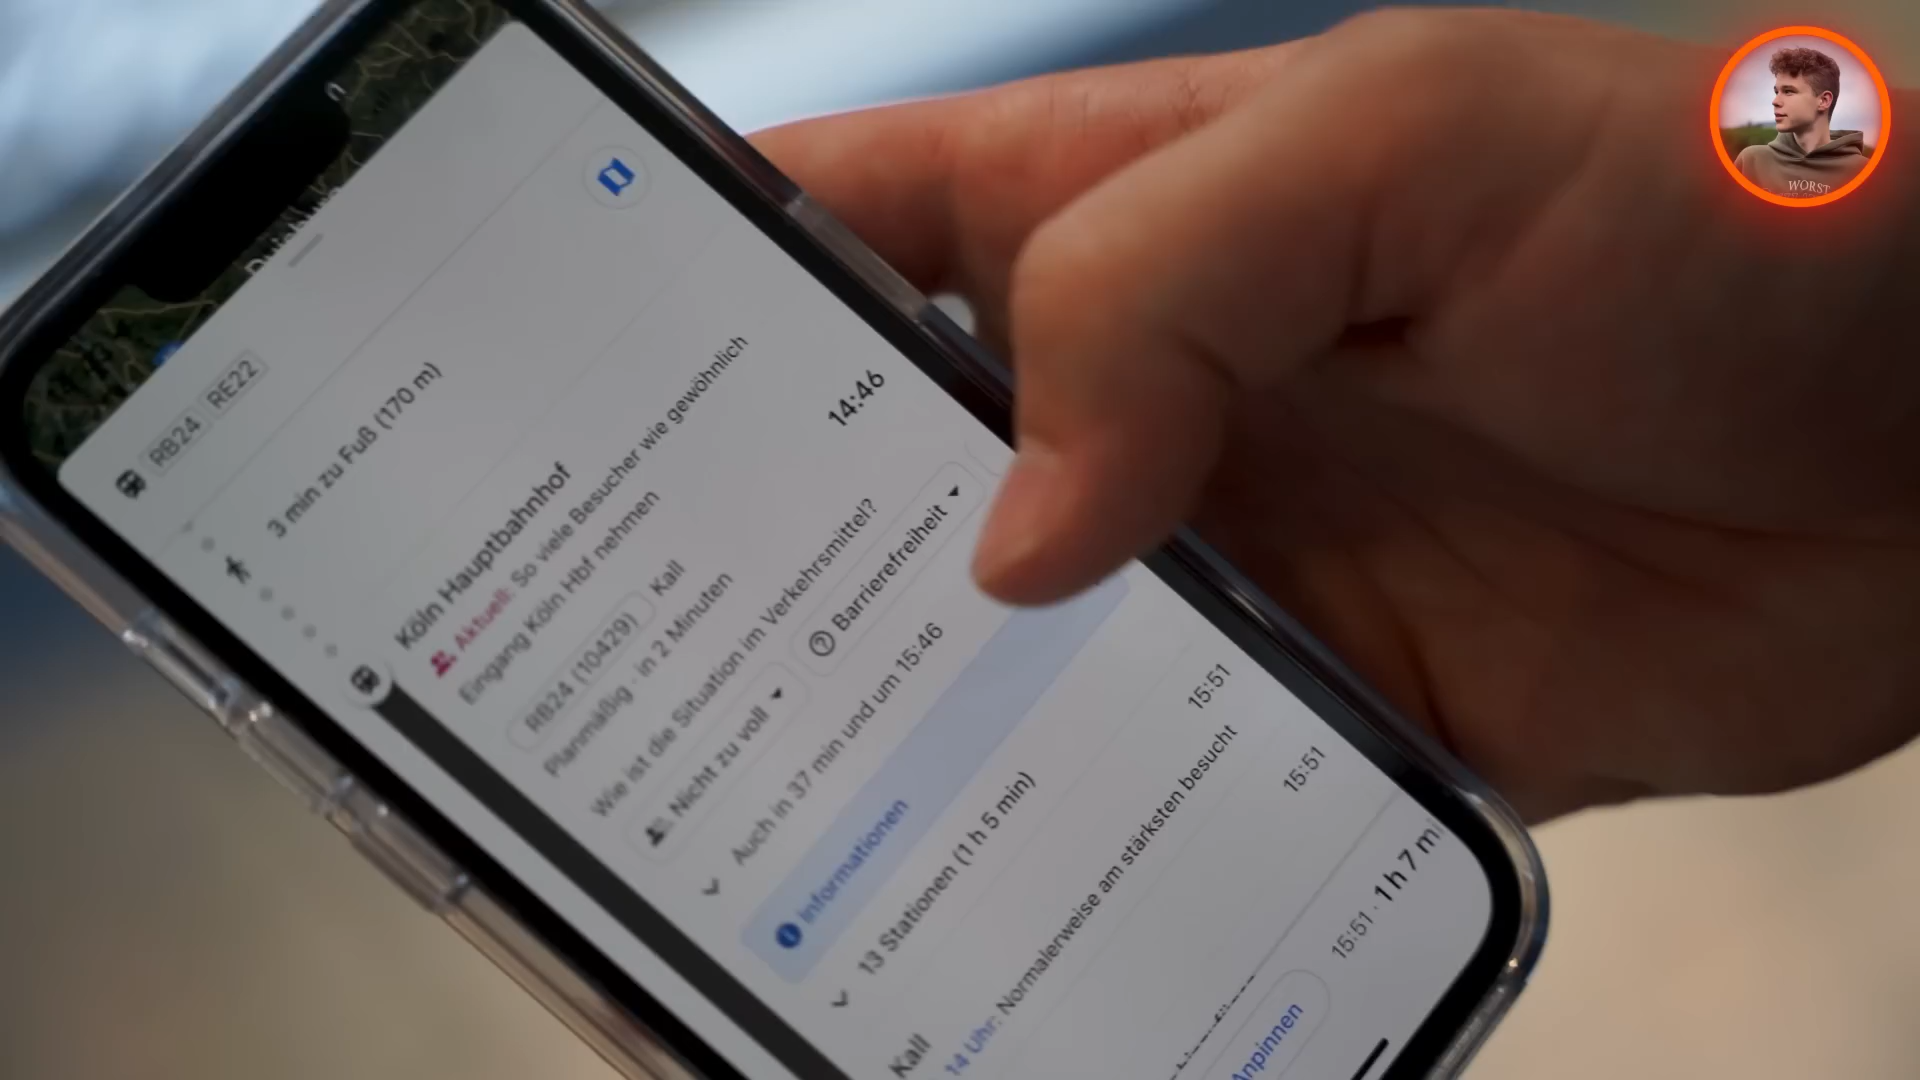 RB24 RE22
3 min zu Fuß (170 m)
Köln Hauptbahnhof
Aktuell: So viele Besucher wie gewöhnlich
14:46
Eingang Köln Hbf nehmen
RB24 (10429) Kall
Planmäßig · in 2 Minuten
Wie ist die Situation im Verkehrsmittel?
Nicht zu voll
Barrierefreiheit
Auch in 37 min und um 15:46
Informationen
13 Stationen (1 h 5 min)
15:51
Kall
15:51
14 Uhr: Normalerweise am stärksten besucht
15:51 · 1 h 7 mi
Anpinnen
WORST